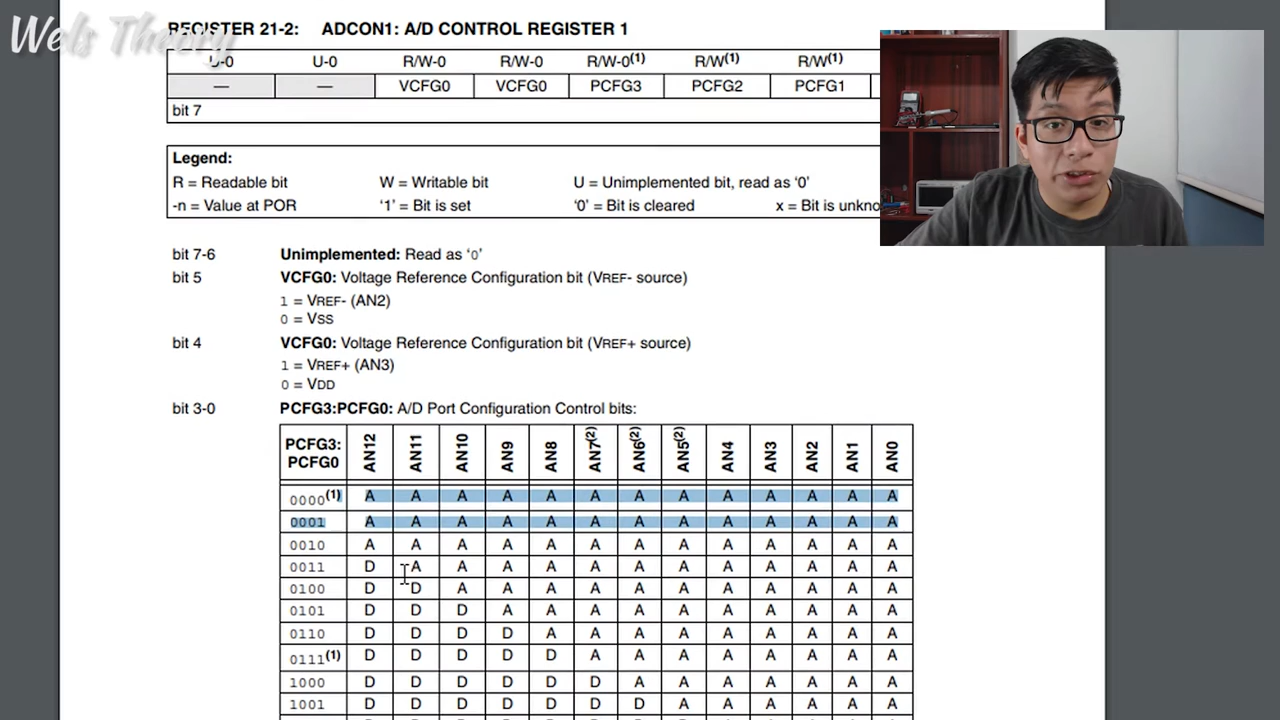 Wels Theory
REGISTER 21-2: ADCON1: A/D CONTROL REGISTER 1
U-0 U-0 R/W-0 R/W-0 R/W-0(1) R/W(1) R/W(1)
— — VCFG0 VCFG0 PCFG3 PCFG2 PCFG1
bit 7
Legend:
R = Readable bit W = Writable bit U = Unimplemented bit, read as ‘0’
-n = Value at POR ‘1’ = Bit is set ‘0’ = Bit is cleared x = Bit is unkno
bit 7-6 Unimplemented: Read as ‘0’
bit 5 VCFG0: Voltage Reference Configuration bit (VREF- source)
1 = VREF- (AN2)
0 = VSS
bit 4 VCFG0: Voltage Reference Configuration bit (VREF+ source)
1 = VREF+ (AN3)
0 = VDD
bit 3-0 PCFG3:PCFG0: A/D Port Configuration Control bits:
PCFG3: PCFG0 AN12 AN11 AN10 AN9 AN8 AN7(2) AN6(2) AN5(2) AN4 AN3 AN2 AN1 AN0
0000(1) A A A A A A A A A A A A A
0001 A A A A A A A A A A A A A
0010 A A A A A A A A A A A A A
0011 D A A A A A A A A A A A A
0100 D D A A A A A A A A A A A
0101 D D D A A A A A A A A A A
0110 D D D D A A A A A A A A A
0111(1) D D D D D A A A A A A A A
1000 D D D D D D A A A A A A A
1001 D D D D D D D A A A A A A